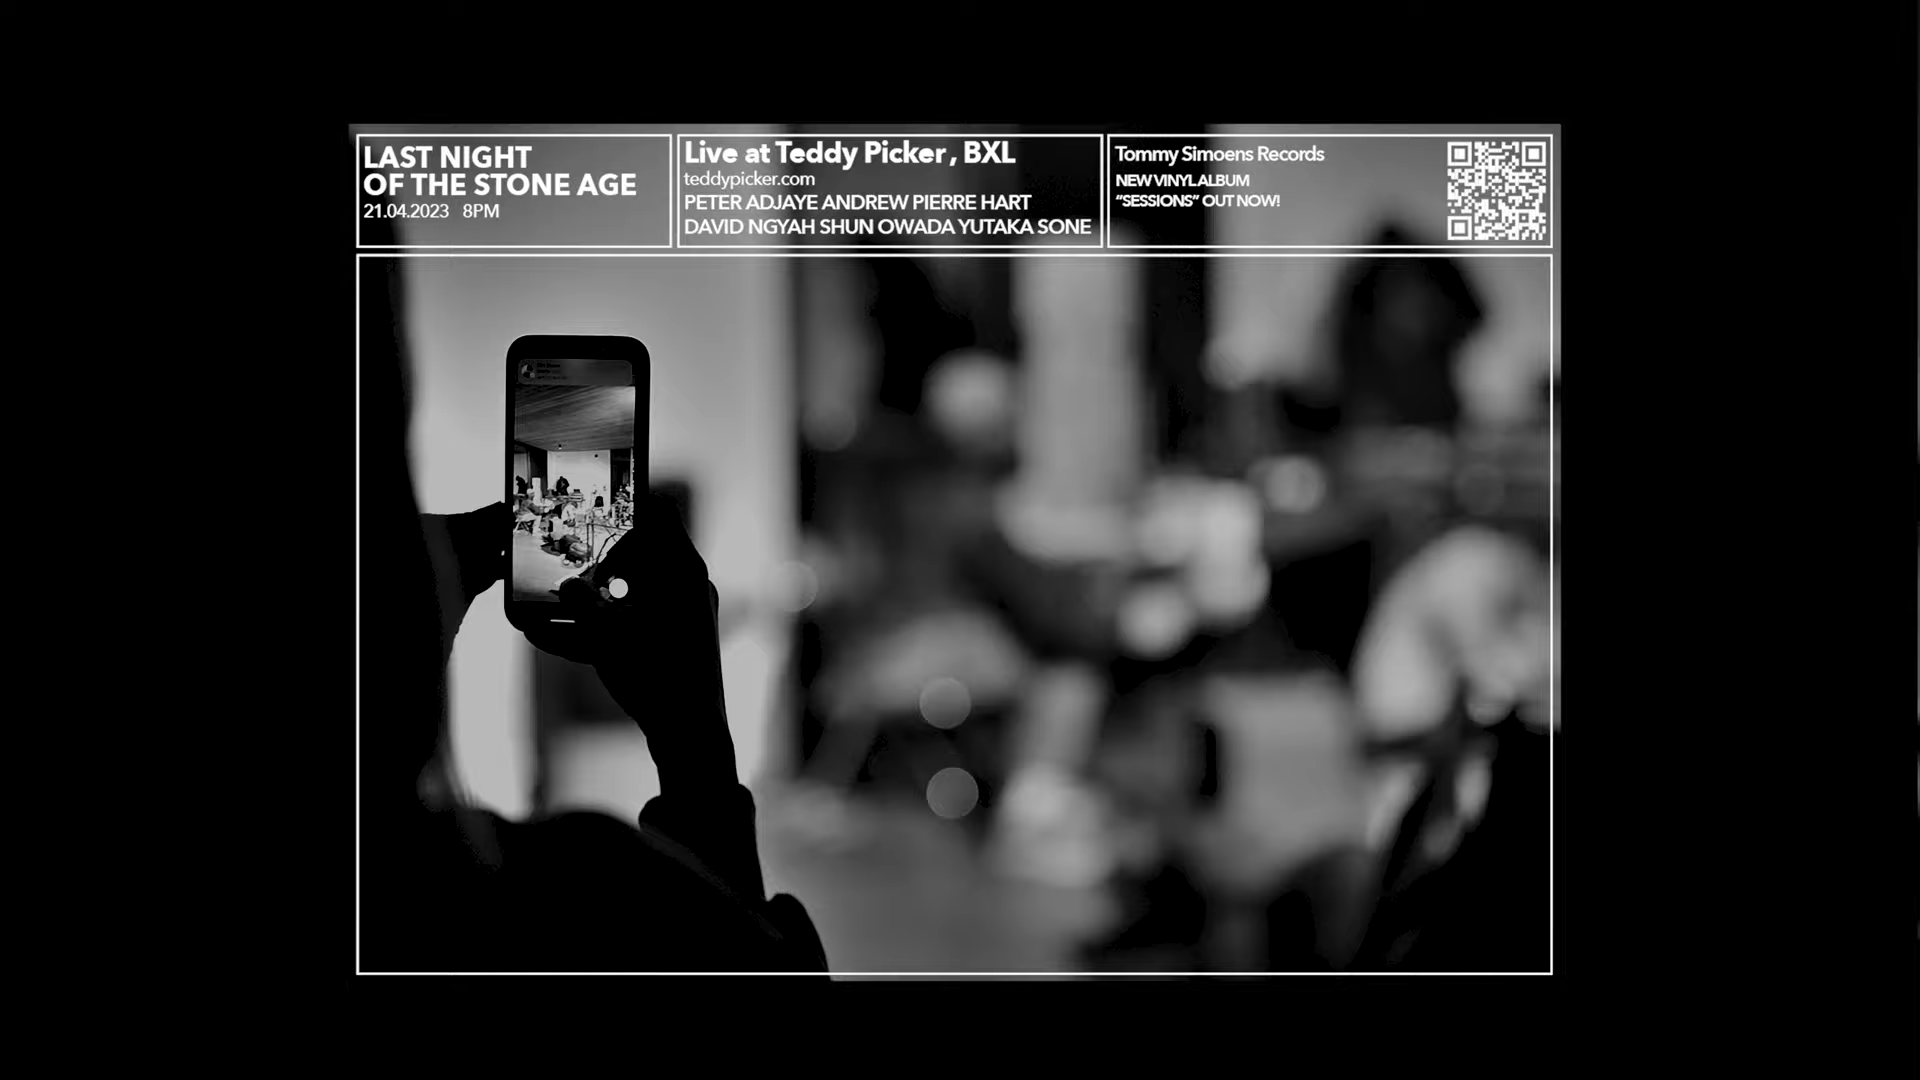 LAST NIGHT
OF THE STONE AGE
21.04.2023 8PM
Live at Teddy Picker, BXL
teddypicker.com
PETER ADJAYE ANDREW PIERRE HART
DAVID NGYAH SHUN OWADA YUTAKA SONE
Tommy Simoens Records
NEW VINYL ALBUM
“SESSIONS” OUT NOW!